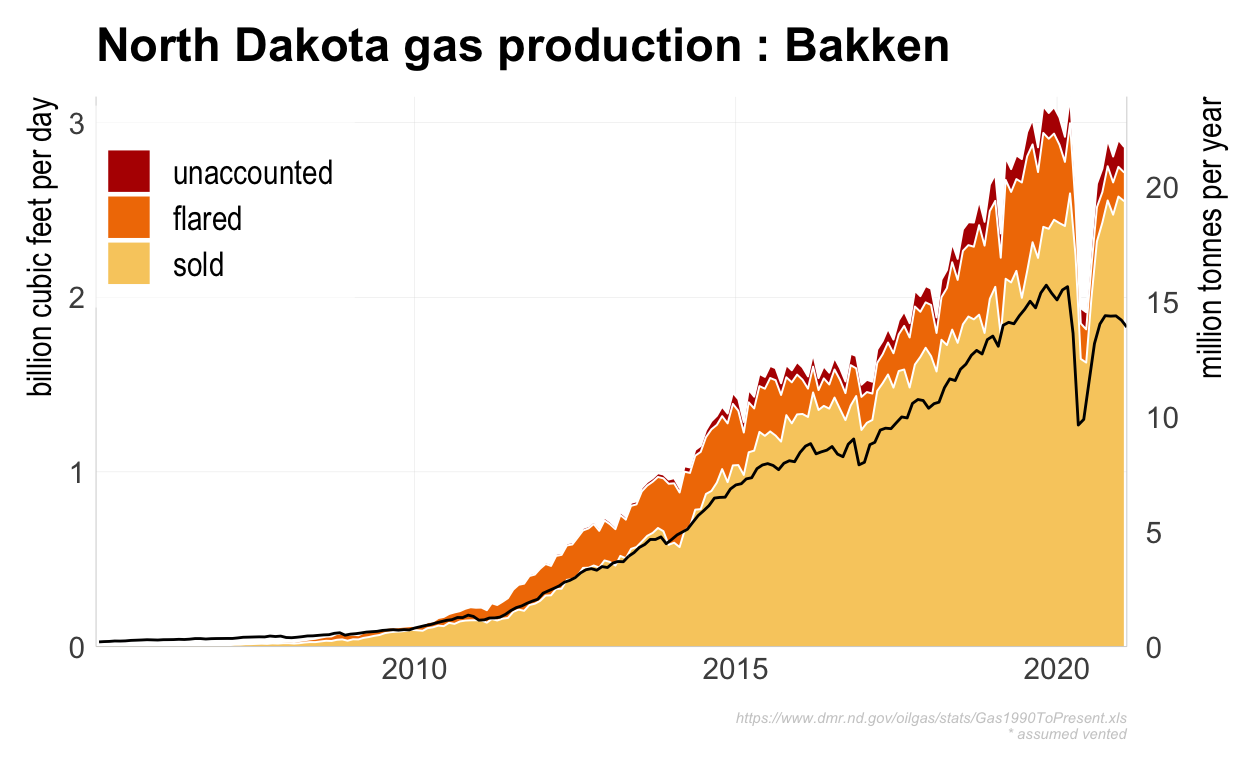 North Dakota gas production : Bakken
billion cubic feet per day
million tonnes per year
3
2
1
0
unaccounted
flared
sold
20
15
10
5
0
2010
2015
2020
https://www.dmr.nd.gov/oilgas/stats/Gas1990ToPresent.xls
* assumed vented